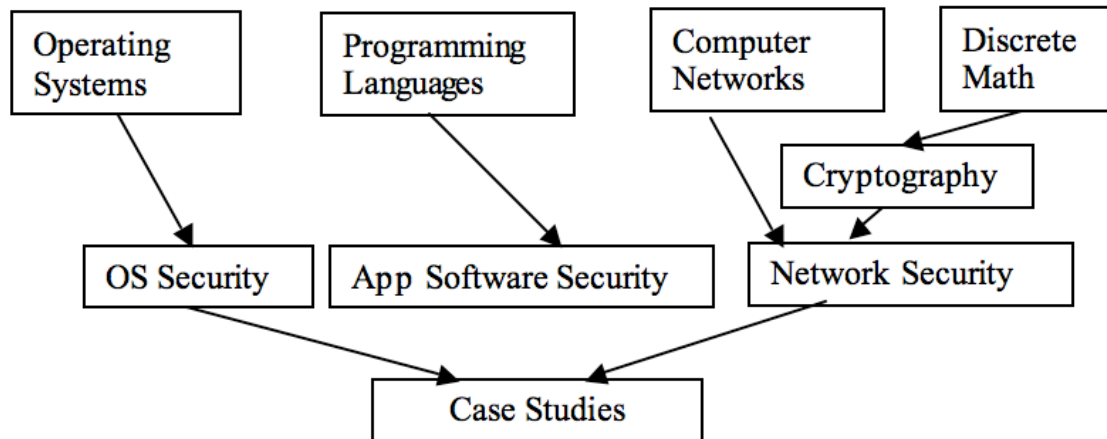 Operating
Systems
Programming
Languages
Computer
Networks
Discrete
Math
Cryptography
OS Security
App Software Security
Network Security
Case Studies